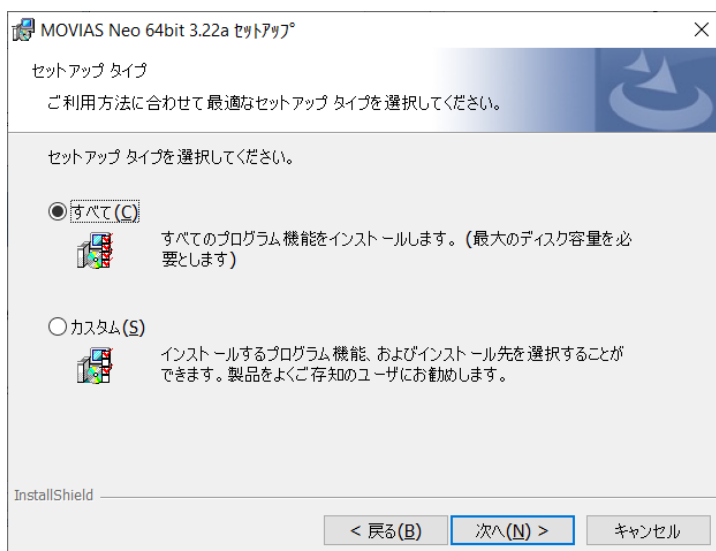 MOVIAS Neo 64bit 3.22a ｾｯﾄｱｯﾌﾟ
セットアップ タイプ
ご利用方法に合わせて最適なセットアップ タイプを選択してください。
セットアップ タイプを選択してください。
すべて(C)
すべてのプログラム機能をインストールします。(最大のディスク容量を必
要とします)
カスタム(S)
インストールするプログラム機能、およびインストール先を選択することが
できます。製品をよくご存知のユーザにお勧めします。
InstallShield
< 戻る(B)
次へ(N) >
キャンセル